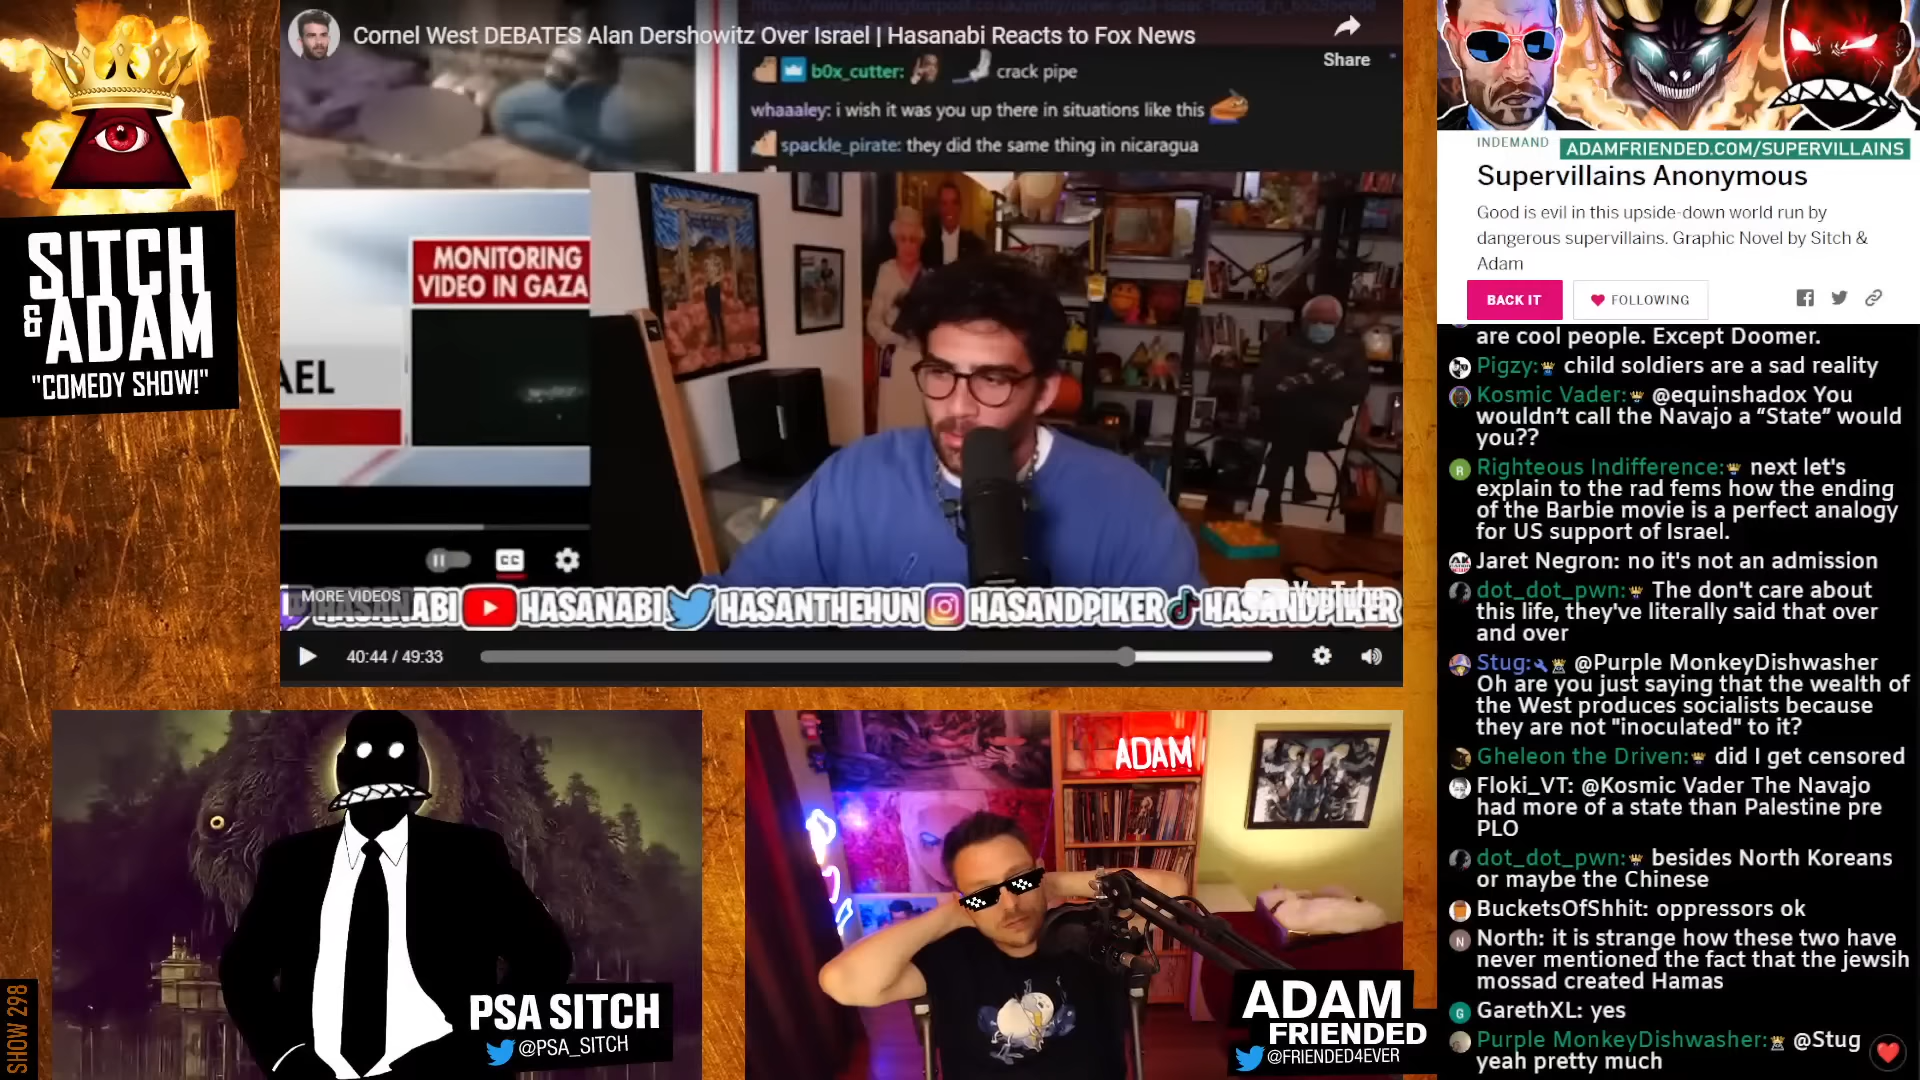 SITCH
& ADAM
"COMEDY SHOW!"
SHOW 298
Cornel West DEBATES Alan Dershowitz Over Israel | Hasanabi Reacts to Fox News
Share
b0x_cutter: crack pipe
whaaaley: i wish it was you up there in situations like this
spackle_pirate: they did the same thing in nicaragua
MONITORING
VIDEO IN GAZA
AEL
CC
MORE VIDEOS
HASANABI HASANABI HASANTHEHUN HASANDPIKER HASANDPIKER
YouTube
40:44 / 49:33
PSA SITCH
@PSA_SITCH
ADAM
ADAM
FRIENDED
@FRIENDED4EVER
INDEMAND
ADAMFRIENDED.COM/SUPERVILLAINS
Supervillains Anonymous
Good is evil in this upside-down world run by
dangerous supervillains. Graphic Novel by Sitch &
Adam
BACK IT
FOLLOWING
are cool people. Except Doomer.
Pigzy: child soldiers are a sad reality
Kosmic Vader: @equinshadox You
wouldn't call the Navajo a “State” would
you??
R Righteous Indifference: next let's
explain to the rad fems how the ending
of the Barbie movie is a perfect analogy
for US support of Israel.
Jaret Negron: no it's not an admission
dot_dot_pwn: The don't care about
this life, they've literally said that over
and over
Stug: @Purple MonkeyDishwasher
Oh are you just saying that the wealth of
the West produces socialists because
they are not "inoculated" to it?
Gheleon the Driven: did I get censored
Floki_VT: @Kosmic Vader The Navajo
had more of a state than Palestine pre
PLO
dot_dot_pwn: besides North Koreans
or maybe the Chinese
BucketsOfShhit: oppressors ok
N North: it is strange how these two have
never mentioned the fact that the jewsih
mossad created Hamas
G GarethXL: yes
Purple MonkeyDishwasher: @Stug
yeah pretty much